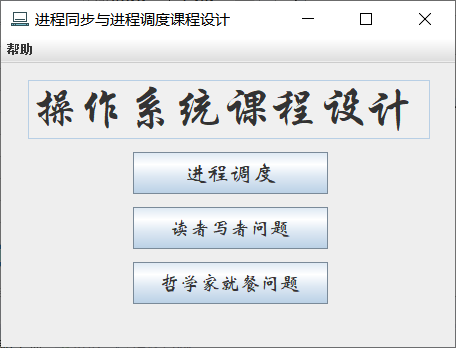 进程同步与进程调度课程设计
帮助
操作系统课程设计
进程调度
读者写者问题
哲学家就餐问题